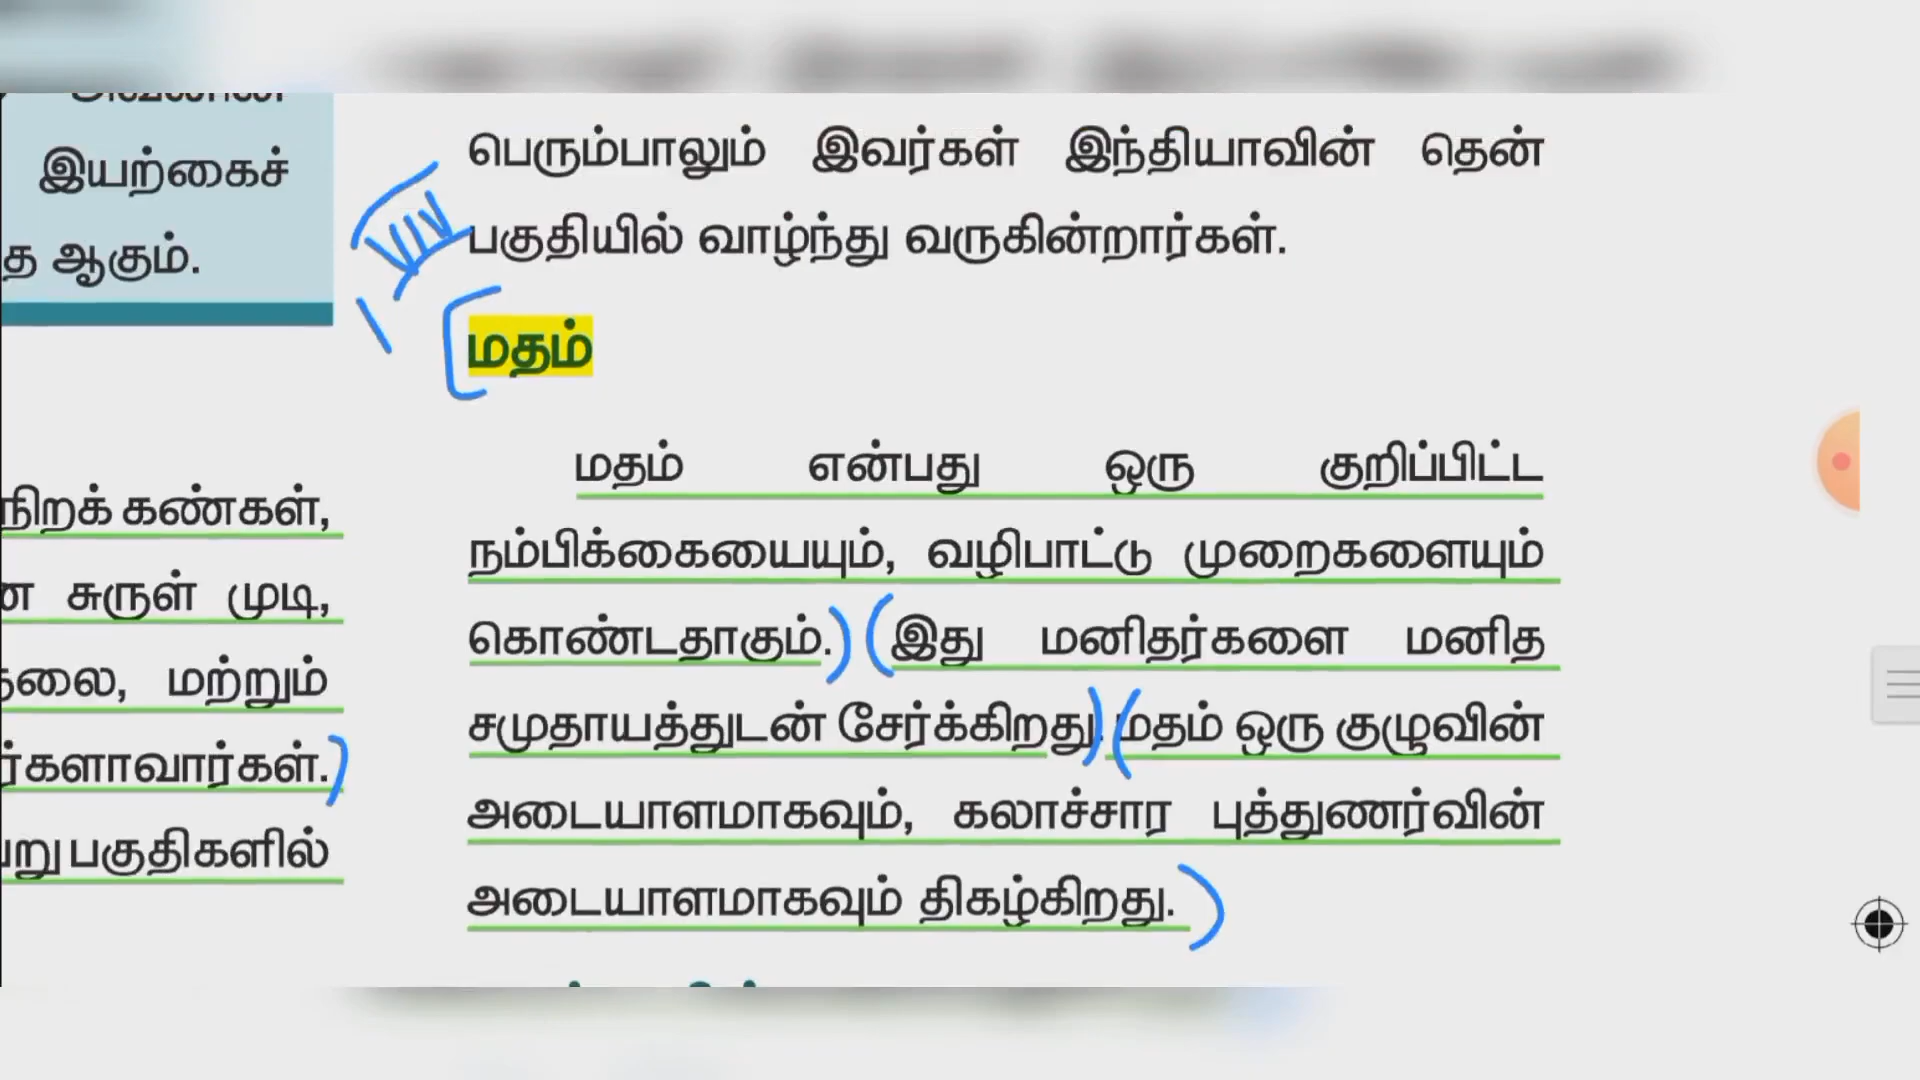 இயற்கைச்
ஆகும்.
நிறக் கண்கள்,
சுருள் முடி,
மற்றும்
பகுதிகளில்
பெரும்பாலும் இவர்கள் இந்தியாவின் தென்
பகுதியில் வாழ்ந்து வருகின்றார்கள்.
மதம்
மதம் என்பது ஒரு குறிப்பிட்ட
நம்பிக்கையையும், வழிபாட்டு முறைகளையும்
கொண்டதாகும். இது மனிதர்களை மனித
சமுதாயத்துடன் சேர்க்கிறது. மதம் ஒரு குழுவின்
அடையாளமாகவும், கலாச்சார புத்துணர்வின்
அடையாளமாகவும் திகழ்கிறது.